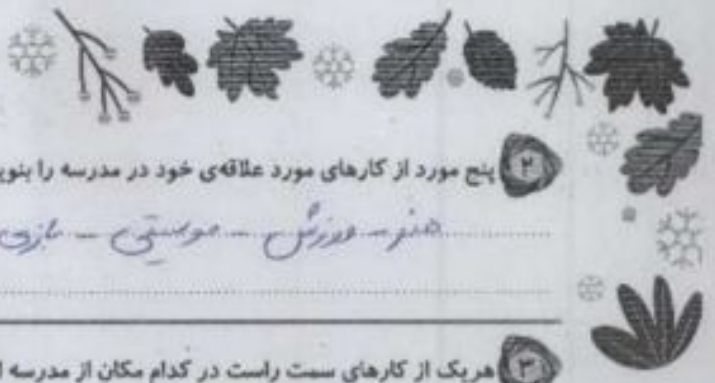 ۲ پنج مورد از کارهای مورد علاقه‌ی خود در مدرسه را بنوی
هنر - ورزش - موسیقی - بازی
۳ هریک از کارهای سمت راست در کدام مکان از مدرسه ا